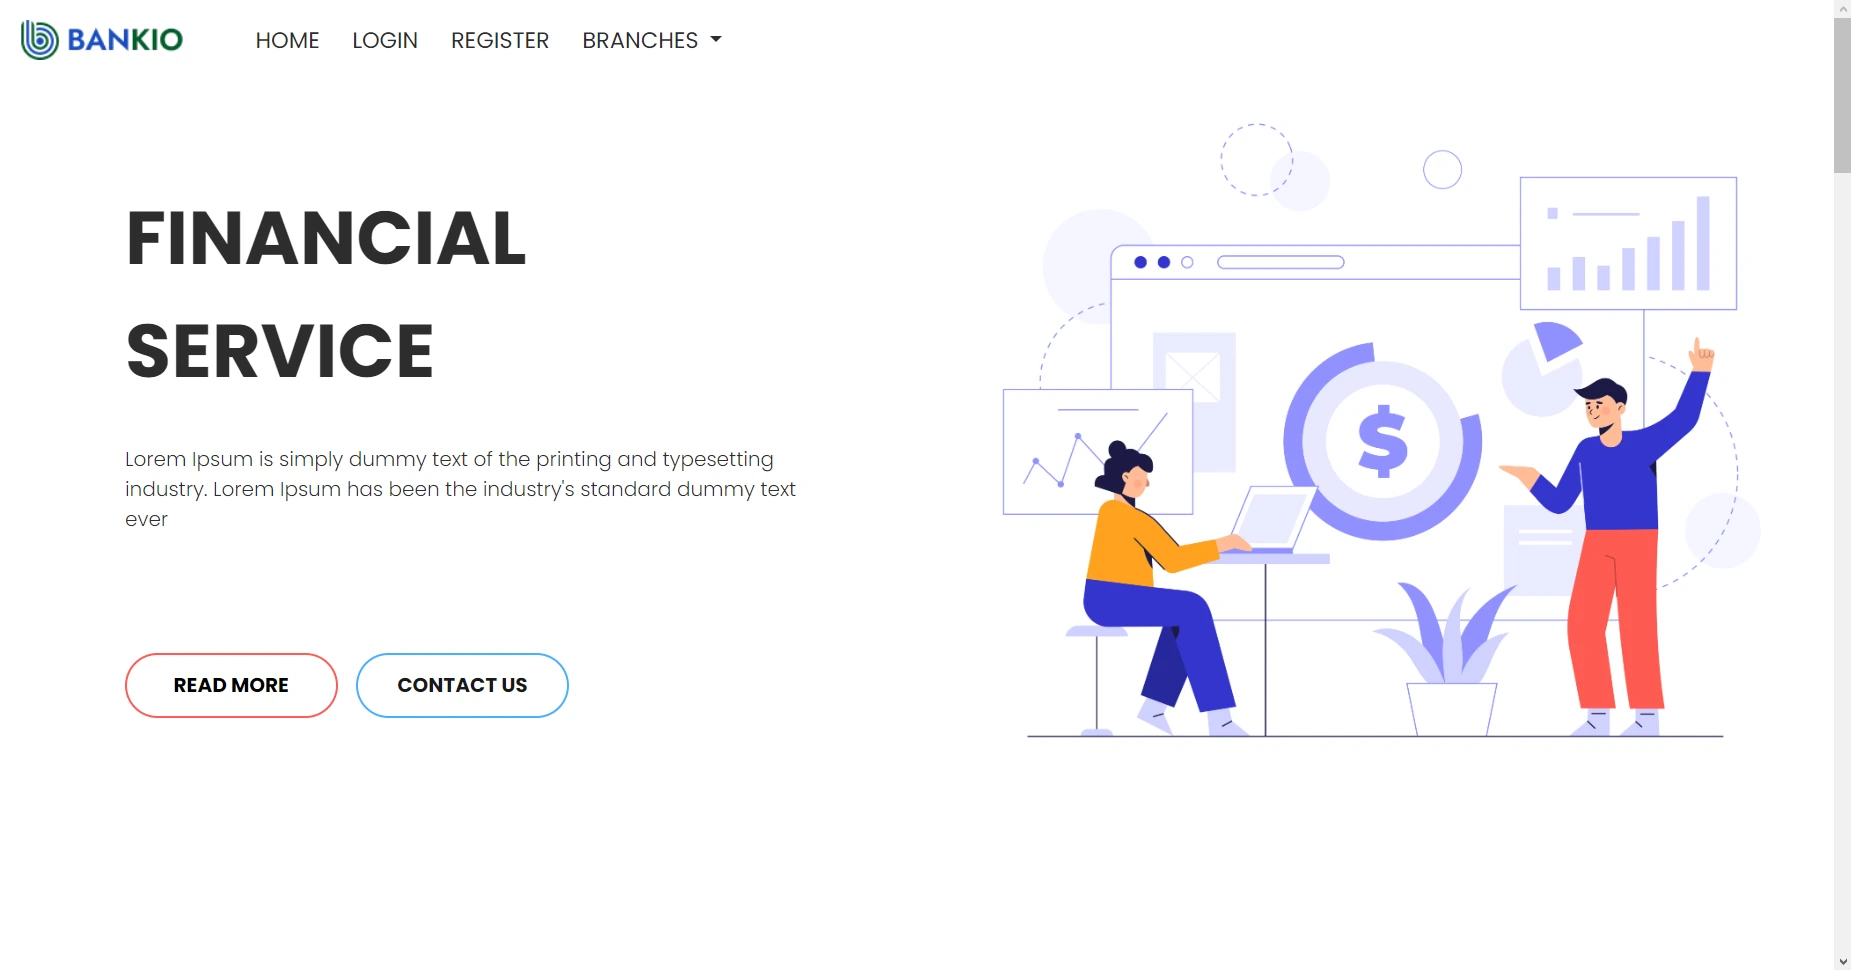 BANKIO HOME LOGIN REGISTER BRANCHES
FINANCIAL
SERVICE
Lorem Ipsum is simply dummy text of the printing and typesetting
industry. Lorem Ipsum has been the industry's standard dummy text
ever
READ MORE CONTACT US
$